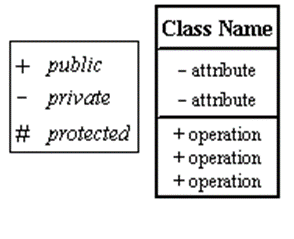 + public
- private
# protected
Class Name
- attribute
- attribute
+ operation
+ operation
+ operation